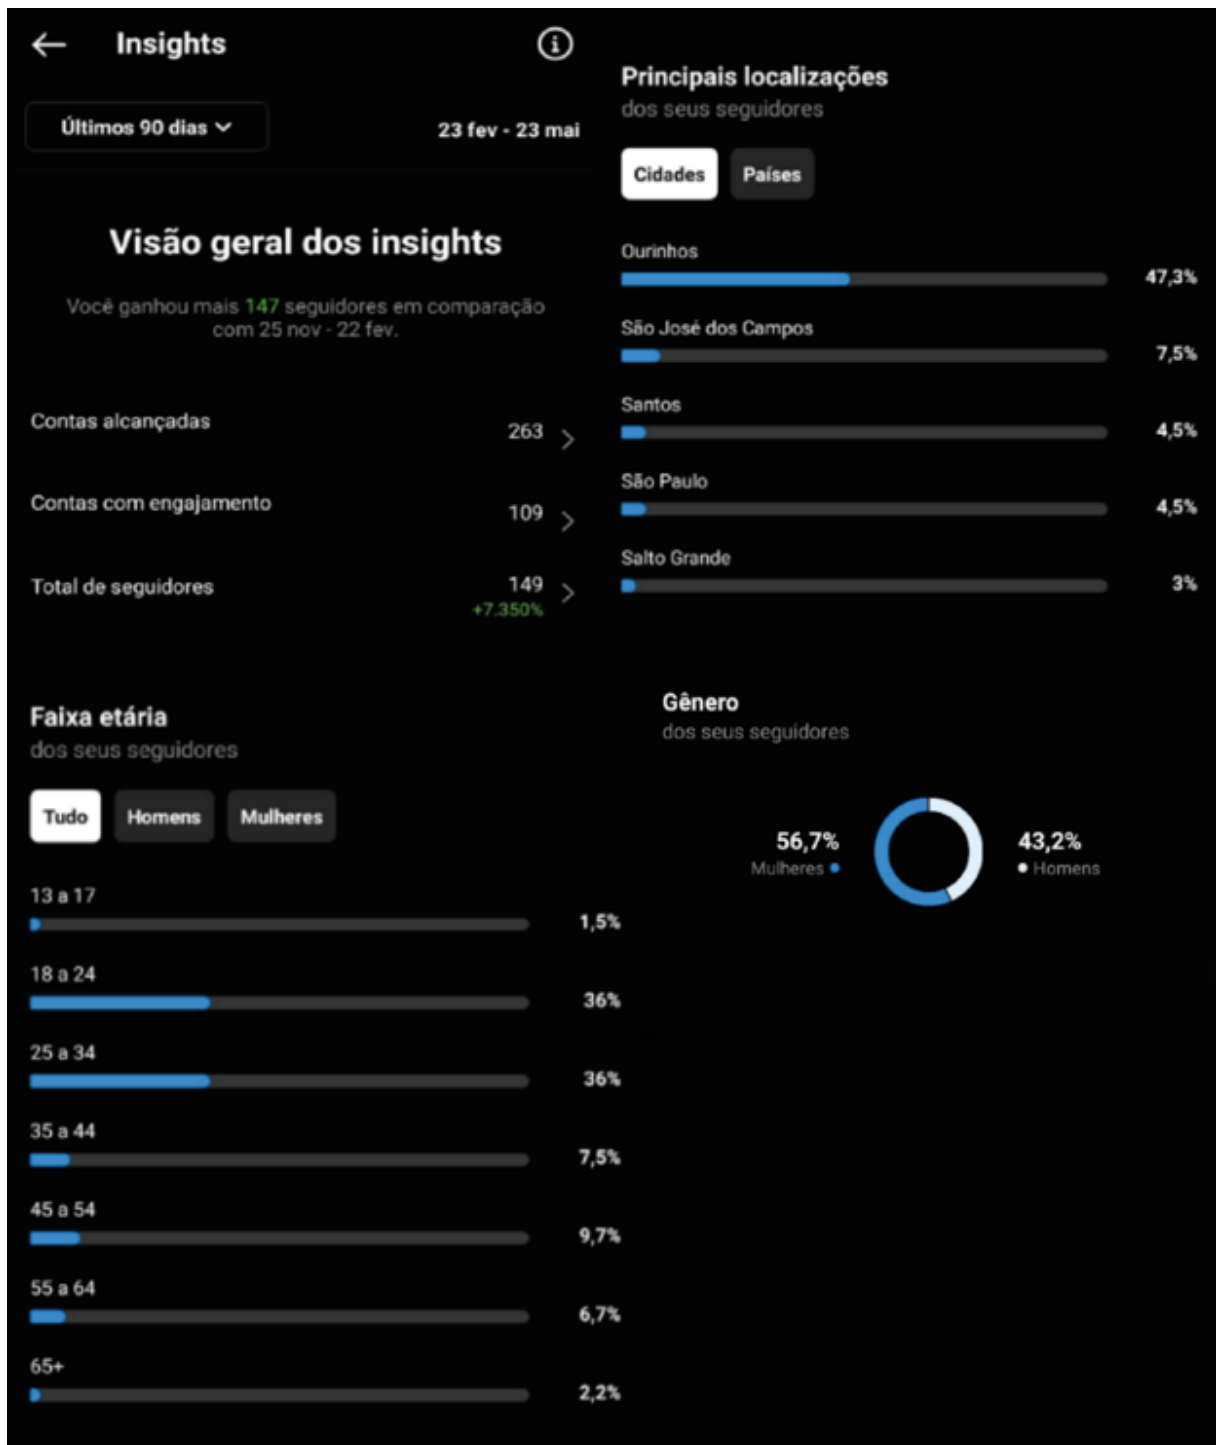 Insights
Últimos 90 dias
23 fev - 23 mai
Visão geral dos insights
Você ganhou mais 147 seguidores em comparação
com 25 nov - 22 fev.
Contas alcançadas
263
Contas com engajamento
109
Total de seguidores
149
+7.350%
Principais localizações
dos seus seguidores
Cidades Países
Ourinhos
47,3%
São José dos Campos
7,5%
Santos
4,5%
São Paulo
4,5%
Salto Grande
3%
Faixa etária
dos seus seguidores
Tudo Homens Mulheres
13 a 17
1,5%
18 a 24
36%
25 a 34
36%
35 a 44
7,5%
45 a 54
9,7%
55 a 64
6,7%
65+
2,2%
Gênero
dos seus seguidores
56,7%
Mulheres
43,2%
Homens